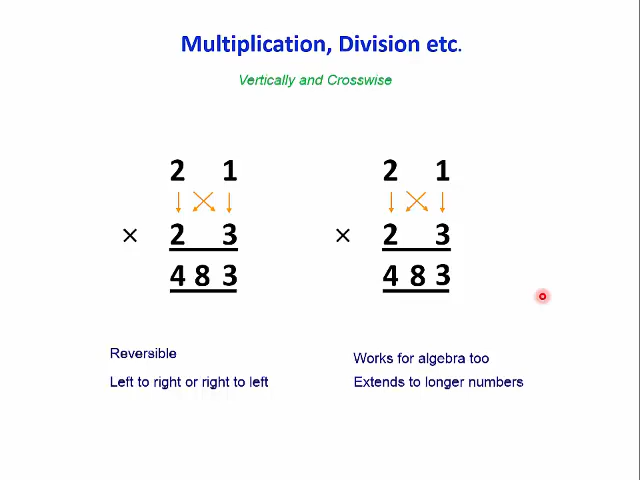 Multiplication, Division etc.
Vertically and Crosswise
2 1 2 1
× 2 3 × 2 3
4 8 3 4 8 3
Reversible
Left to right or right to left
Works for algebra too
Extends to longer numbers